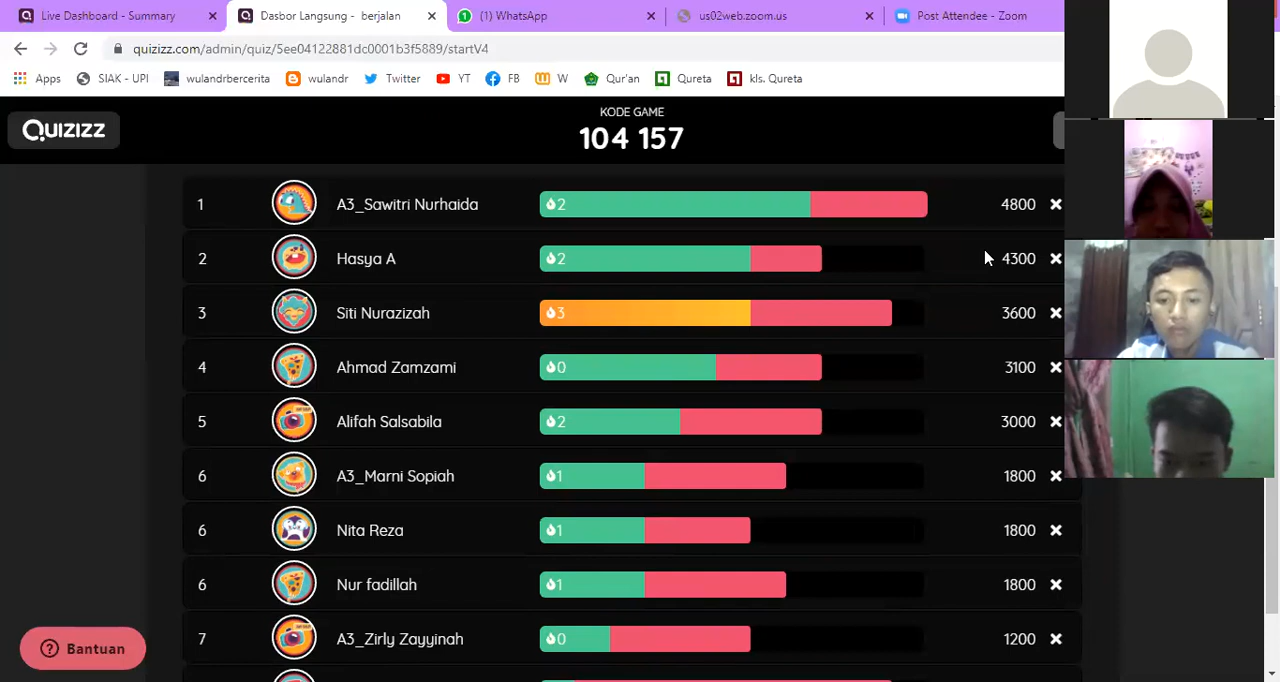 Live Dashboard - Summary
Dasbor Langsung - berjalan
(1) WhatsApp
us02web.zoom.us
Post Attendee - Zoom
quizizz.com/admin/quiz/5ee04122881dc0001b3f5889/startV4
Apps SIAK - UPI wulandrbercerita wulandr Twitter YT FB W Qur'an Qureta kls. Qureta
Quizizz
KODE GAME
104 157
1 A3_Sawitri Nurhaida 2 4800
2 Hasya A 2 4300
3 Siti Nurazizah 3 3600
4 Ahmad Zamzami 0 3100
5 Alifah Salsabila 2 3000
6 A3_Marni Sopiah 1 1800
6 Nita Reza 1 1800
6 Nur fadillah 1 1800
7 A3_Zirly Zayyinah 0 1200
Bantuan